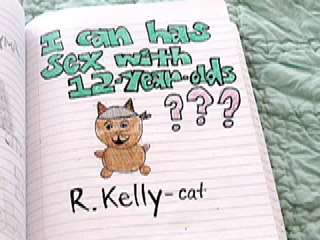 I can has
sex with
12-Year-olds
???
R. Kelly-cat